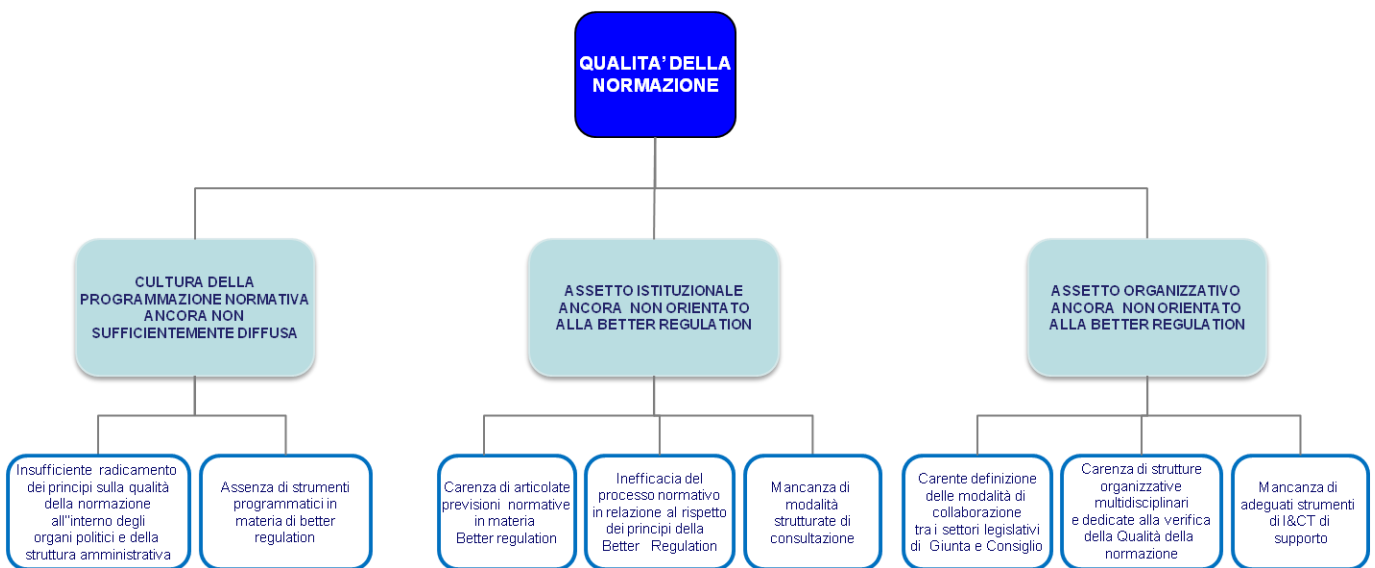 QUALITA' DELLA
NORMAZIONE
CULTURA DELLA
PROGRAMMAZIONE NORMATIVA
ANCORA NON
SUFFICIENTEMENTE DIFFUSA
ASSETTO ISTITUZIONALE
ANCORA NON ORIENTATO
ALLA BETTER REGULATION
ASSETTO ORGANIZZATIVO
ANCORA NON ORIENTATO
ALLA BETTER REGULATION
Insufficiente radicamento
dei principi sulla qualità
della normazione
all''interno degli
organi politici e della
struttura amministrativa
Assenza di strumenti
programmatici in
materia di better
regulation
Carenza di articolate
previsioni normative
in materia
Better regulation
Inefficacia del
processo normativo
in relazione al rispetto
dei principi della
Better Regulation
Mancanza di
modalità
strutturate di
consultazione
Carente definizione
delle modalità di
collaborazione
tra i settori legislativi
di Giunta e Consiglio
Carenza di strutture
organizzative
multidisciplinari
e dedicate alla verifica
della Qualità della
normazione
Mancanza di
adeguati strumenti
di I&CT di
supporto